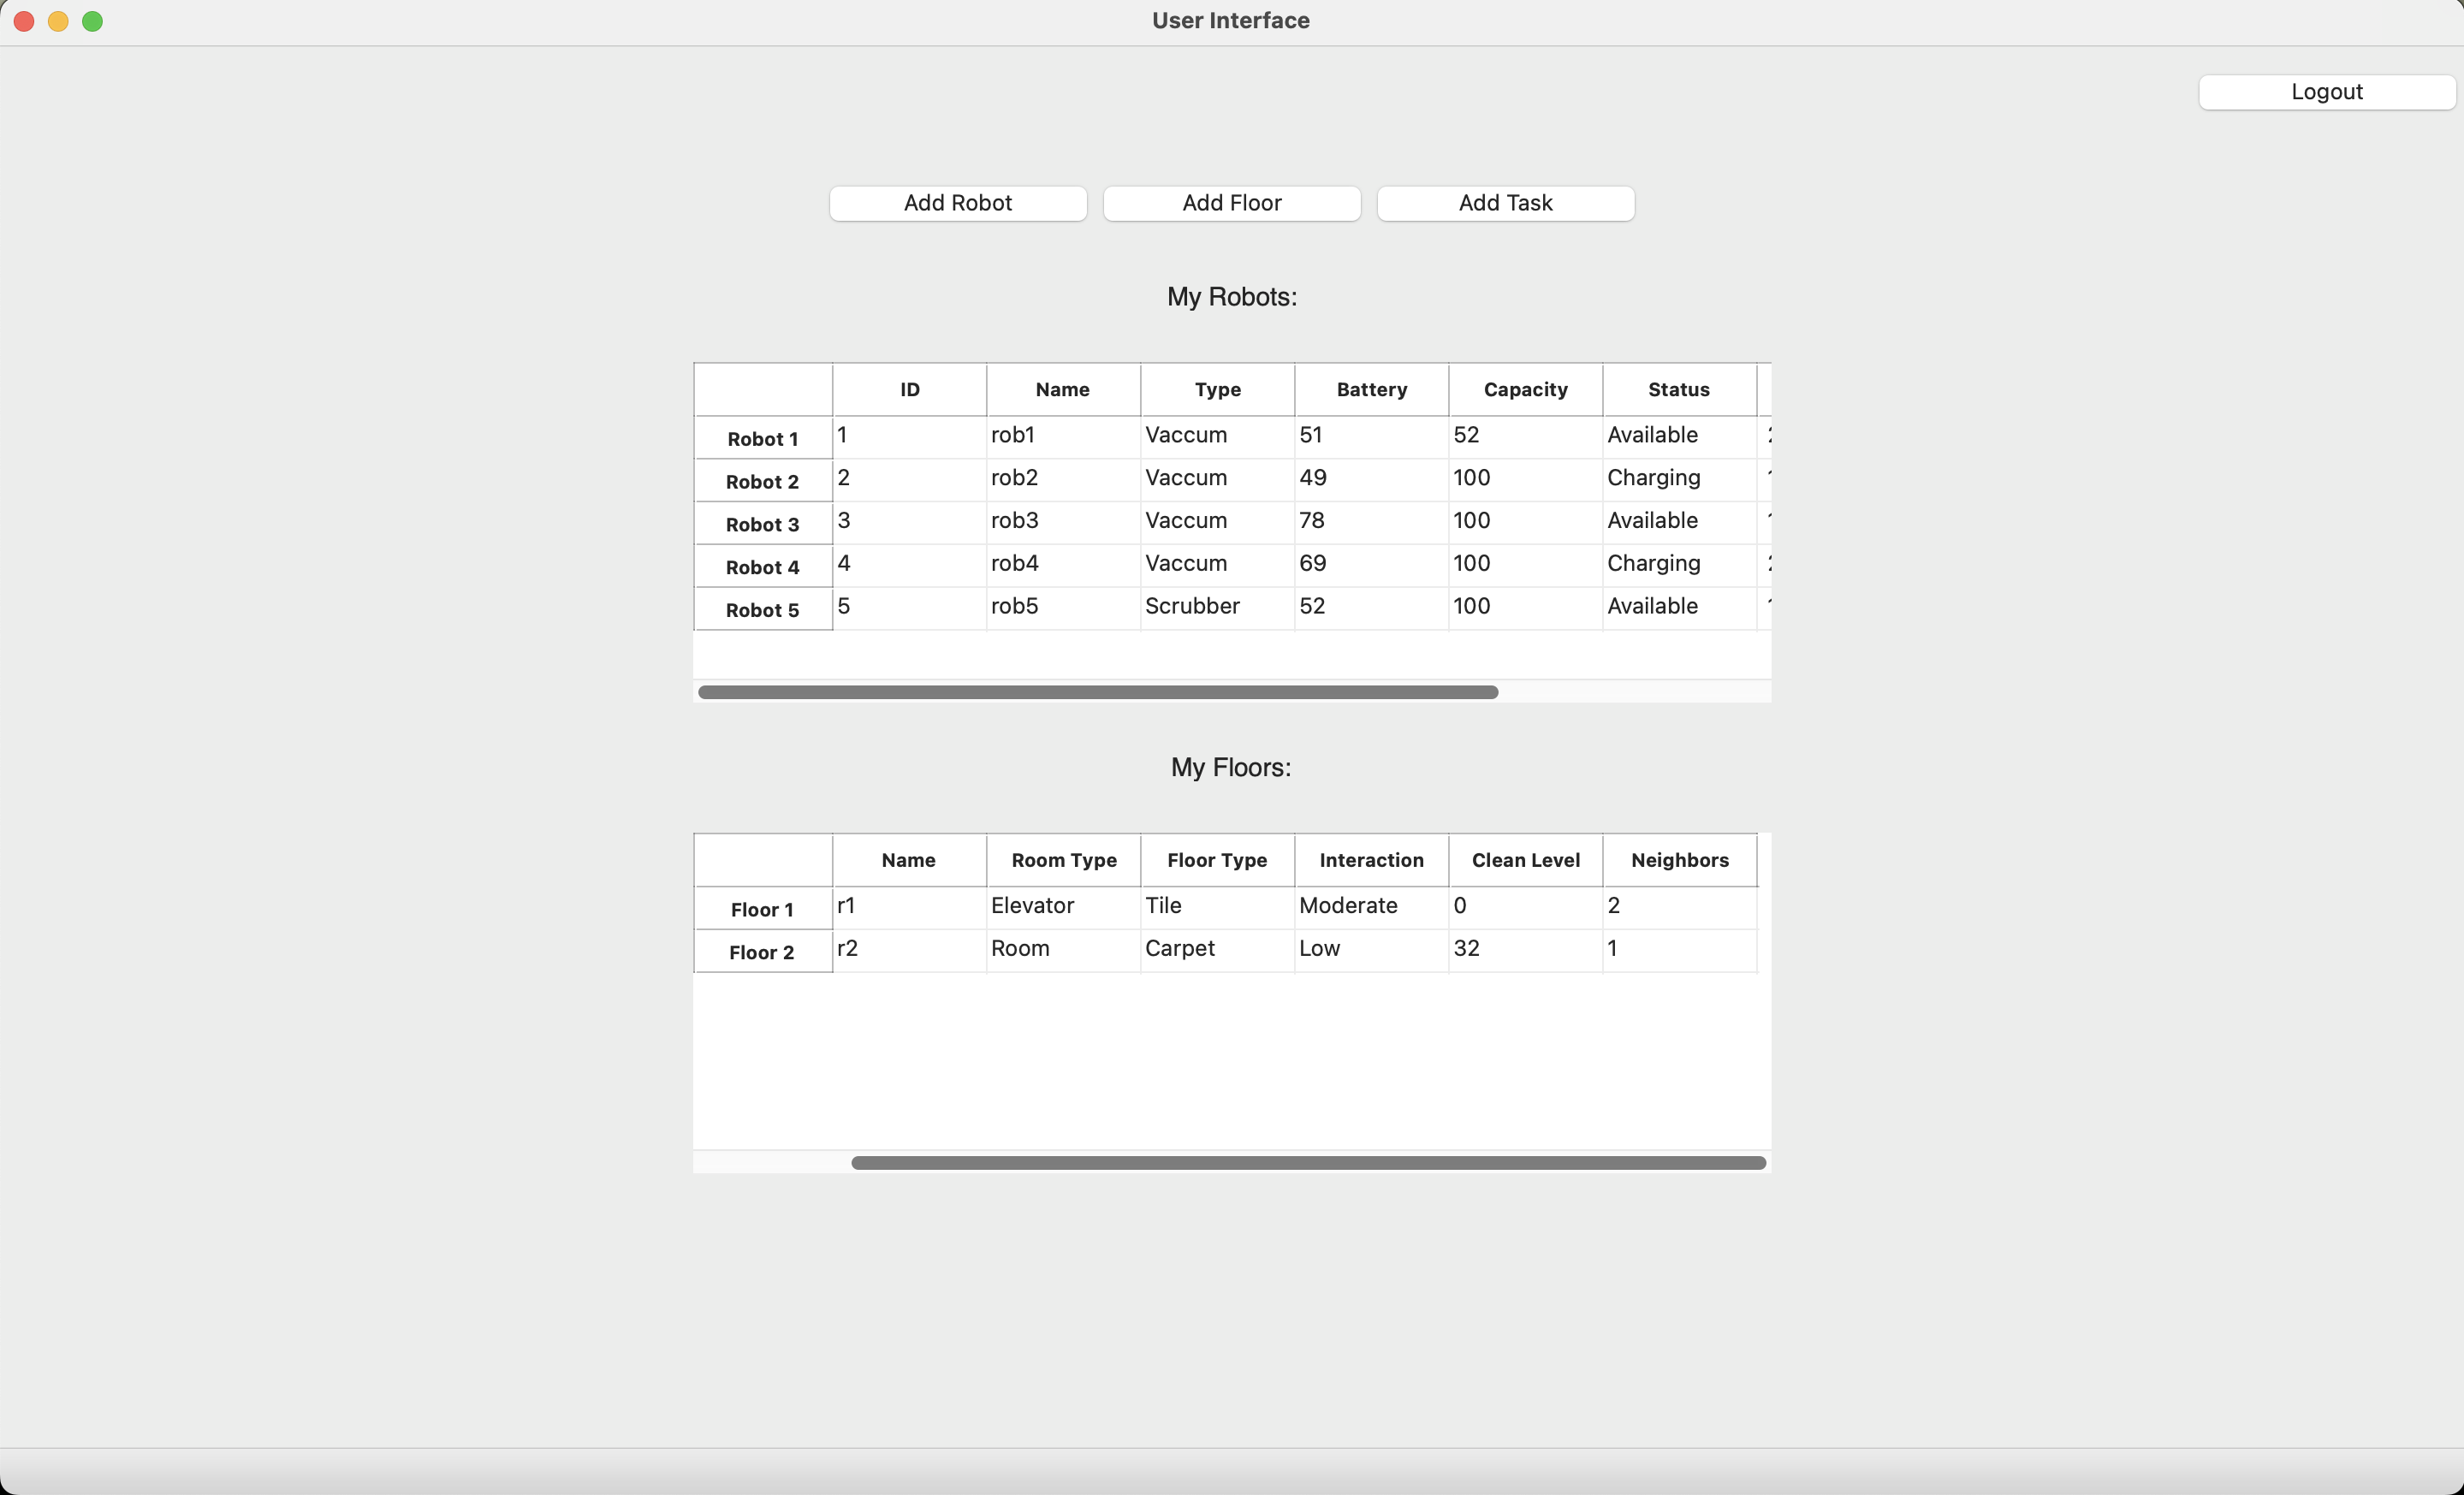 User Interface
Logout
Add Robot Add Floor Add Task
My Robots:
ID Name Type Battery Capacity Status
Robot 1 1 rob1 Vaccum 51 52 Available
Robot 2 2 rob2 Vaccum 49 100 Charging
Robot 3 3 rob3 Vaccum 78 100 Available
Robot 4 4 rob4 Vaccum 69 100 Charging
Robot 5 5 rob5 Scrubber 52 100 Available
My Floors:
Name Room Type Floor Type Interaction Clean Level Neighbors
Floor 1 r1 Elevator Tile Moderate 0 2
Floor 2 r2 Room Carpet Low 32 1